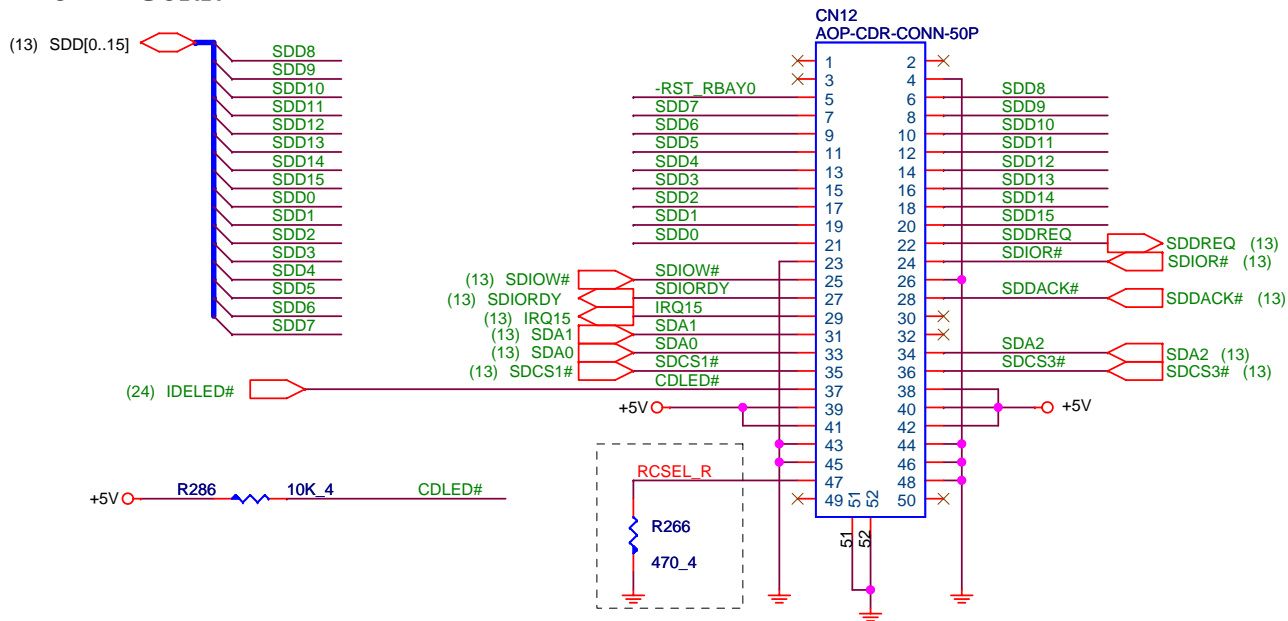 CN12
AOP-CDR-CONN-50P
(13) SDD[0..15]
SDD8
SDD9
SDD10
SDD11
SDD12
SDD13
SDD14
SDD15
SDD0
SDD1
SDD2
SDD3
SDD4
SDD5
SDD6
SDD7
1 2
3 4
-RST_RBAY0 5 6 SDD8
SDD7 7 8 SDD9
SDD6 9 10 SDD10
SDD5 11 12 SDD11
SDD4 13 14 SDD12
SDD3 15 16 SDD13
SDD2 17 18 SDD14
SDD1 19 20 SDD15
SDD0 21 22 SDDREQ SDDREQ (13)
23 24 SDIOR# SDIOR# (13)
(13) SDIOW# SDIOW# 25 26
(13) SDIORDY SDIORDY 27 28 SDDACK# SDDACK# (13)
(13) IRQ15 IRQ15 29 30
(13) SDA1 SDA1 31 32
(13) SDA0 SDA0 33 34 SDA2 SDA2 (13)
(13) SDCS1# SDCS1# 35 36 SDCS3# SDCS3# (13)
(24) IDELED# CDLED# 37 38
+5V 39 40 +5V
41 42
43 44
45 46
RCSEL_R 47 48
49 51 52 50
51 52
+5V R286 10K_4 CDLED#
R266
470_4